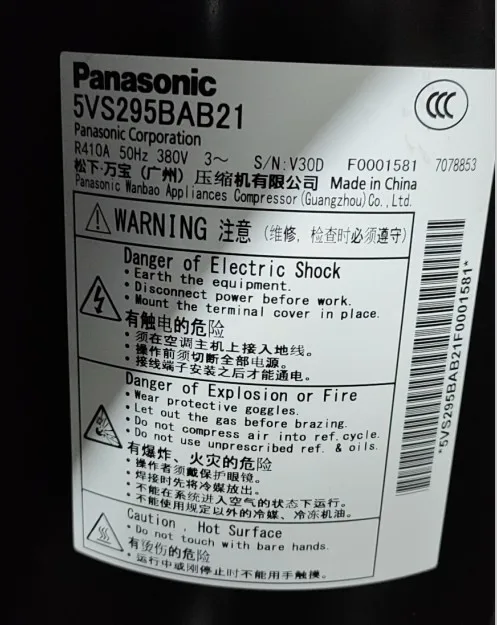 Panasonic
5VS295BAB21
Panasonic Corporation
R410A 50Hz 380V 3～ S/N:V30D F0001581 7078853
松下·万宝（广州）压缩机有限公司 Made in China
Panasonic Wanbao Appliances Compressor (Guangzhou) Co., Ltd.
CCC
WARNING 注意（维修, 检查时必须遵守）
Danger of Electric Shock
• Earth the equipment.
• Disconnect power before work.
• Mount the terminal cover in place.
有触电的危险
• 须在空调主机上接入地线。
• 操作前须切断全部电源。
• 接线端子安装之后才能通电。
Danger of Explosion or Fire
• Wear protective goggles.
• Let out the gas before brazing.
• Do not compress air into ref.cycle.
• Do not use unprescribed ref. & oils.
有爆炸、火灾的危险
• 操作者须戴保护眼镜。
• 焊接时先将冷媒放出。
• 不能在系统进入空气的状态下运行。
• 不能使用规定以外的冷媒、冷冻机油。
Caution , Hot Surface
• Do not touch with bare hands.
有烫伤的危险
• 运行中或刚停止时不能用手触摸。
*5VS295BAB21F0001581*